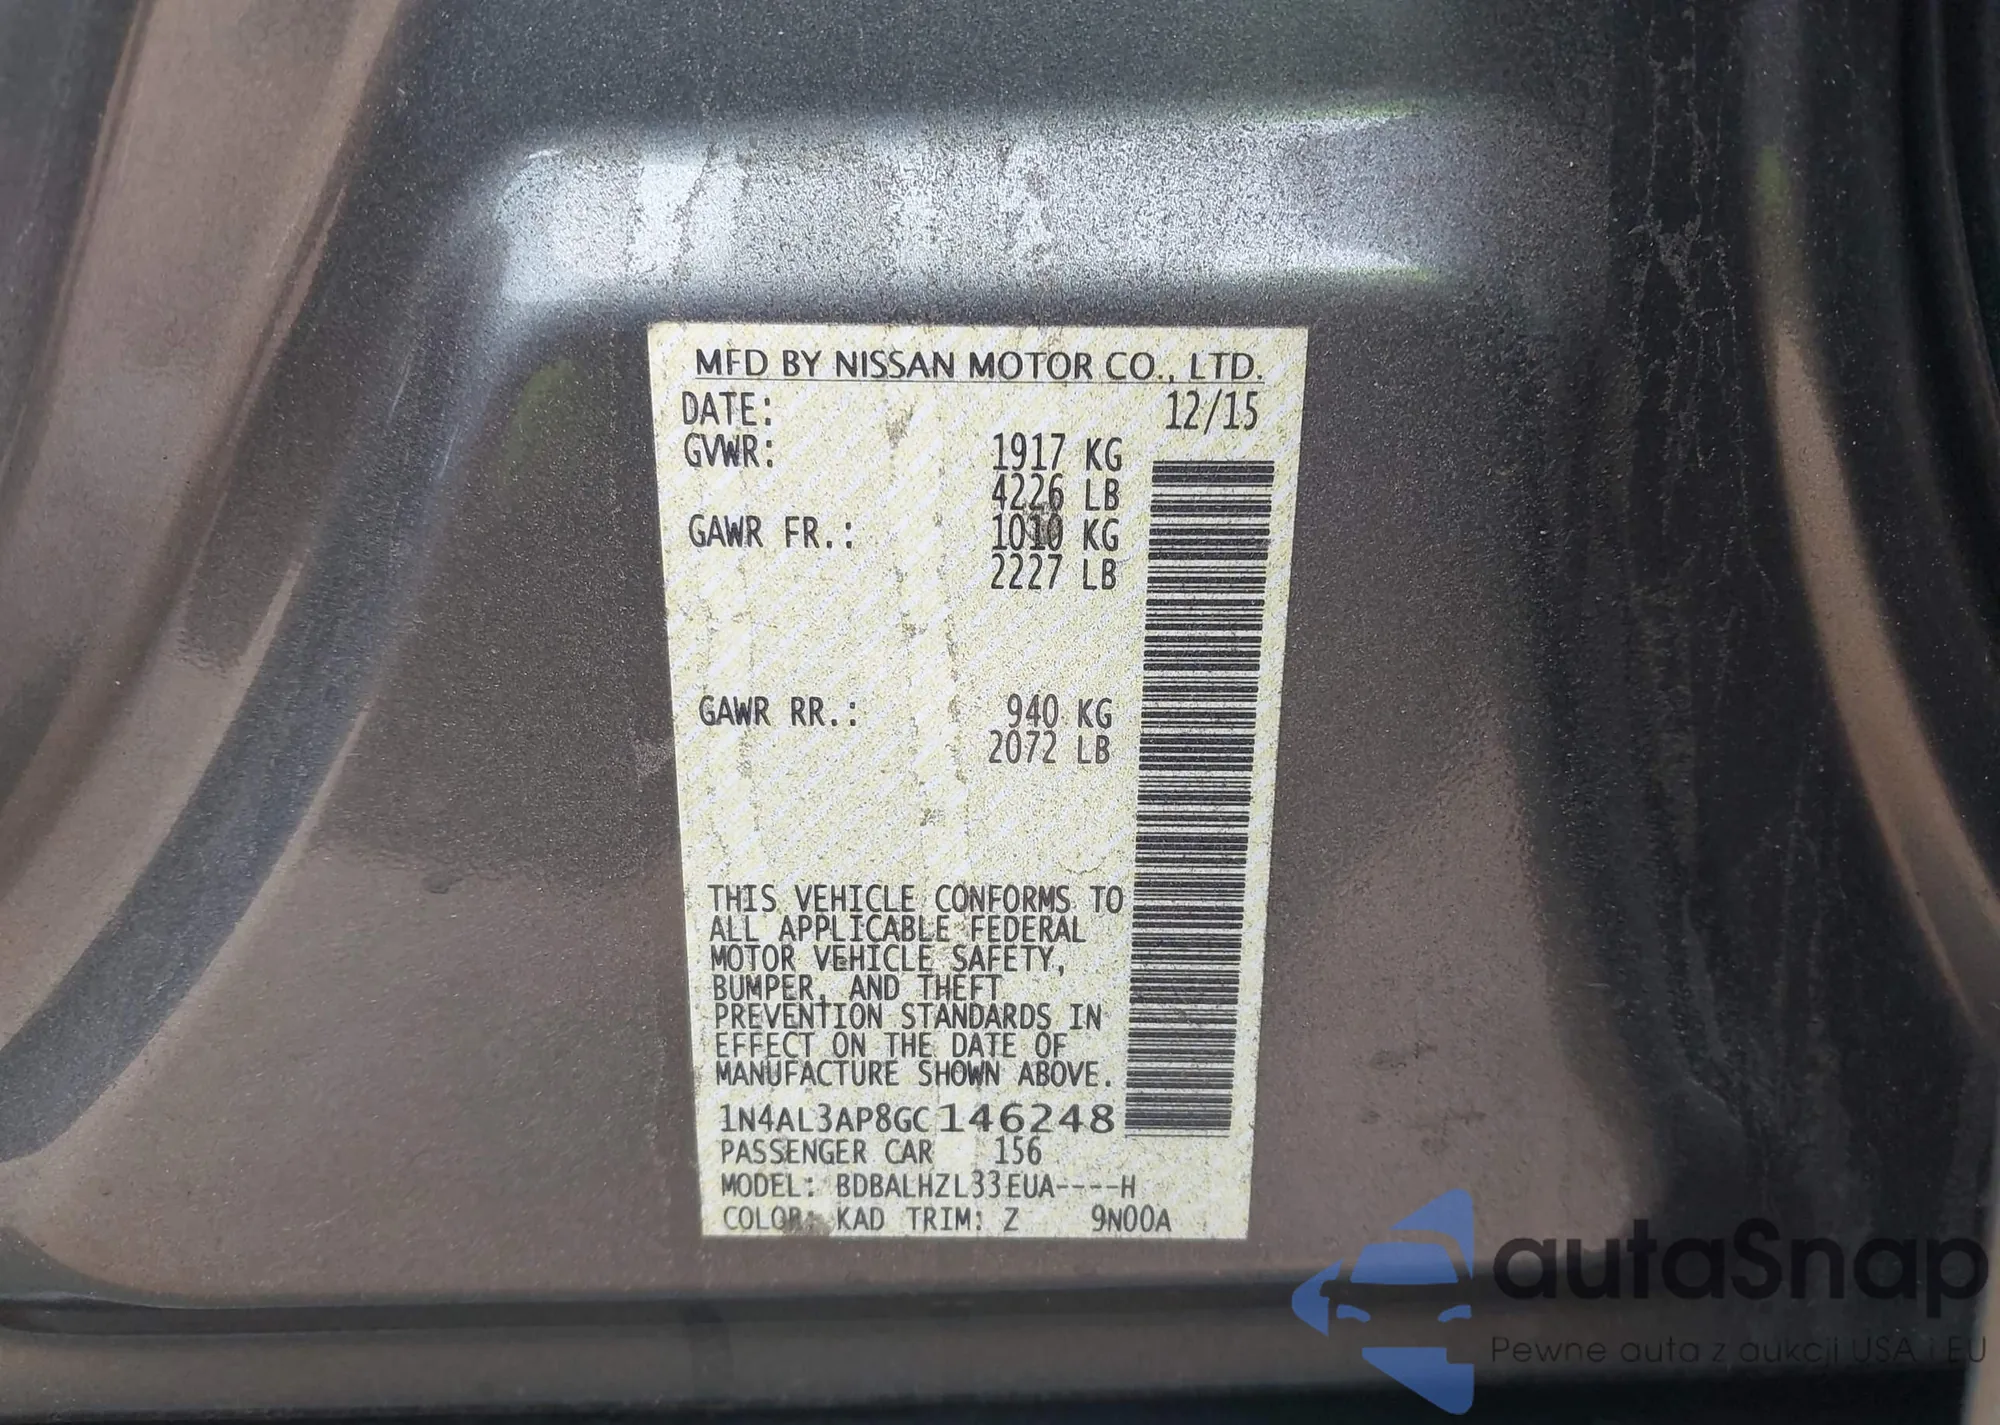 MFD BY NISSAN MOTOR CO., LTD.
DATE: 12/15
GVWR: 1917 KG
4226 LB
GAWR FR.: 1010 KG
2227 LB
GAWR RR.: 940 KG
2072 LB
THIS VEHICLE CONFORMS TO
ALL APPLICABLE FEDERAL
MOTOR VEHICLE SAFETY,
BUMPER, AND THEFT
PREVENTION STANDARDS IN
EFFECT ON THE DATE OF
MANUFACTURE SHOWN ABOVE.
1N4AL3AP8GC146248
PASSENGER CAR 156
MODEL: BDBALHZL33EUA----H
COLOR: KAD TRIM: Z 9N00A
autaSnap
Pewne auta z aukcji USA i EU